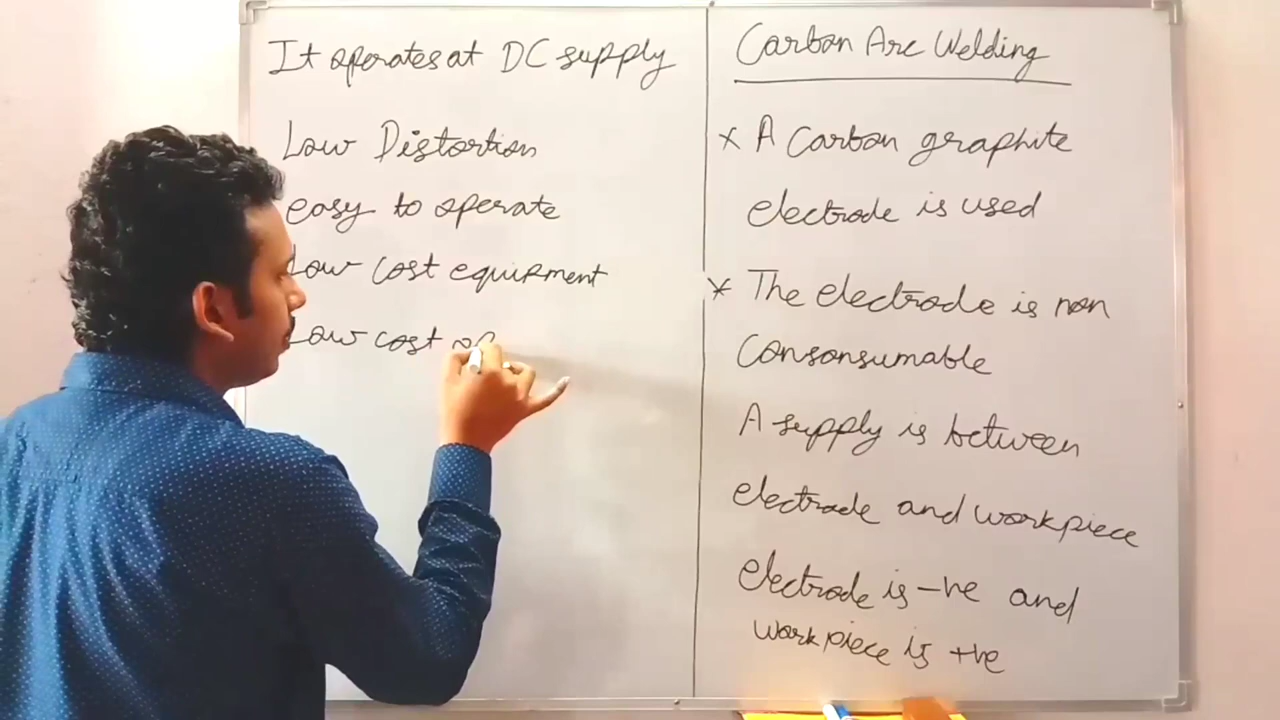 It operates at DC supply
Low Distortion
easy to operate
Low cost equipment
Low cost of
Carbon Arc Welding
* A Carbon graphite
electrode is used
* The electrode is non
Consonsumable
A supply is between
electrode and workpiece
electrode is -ve and
workpiece is +ve